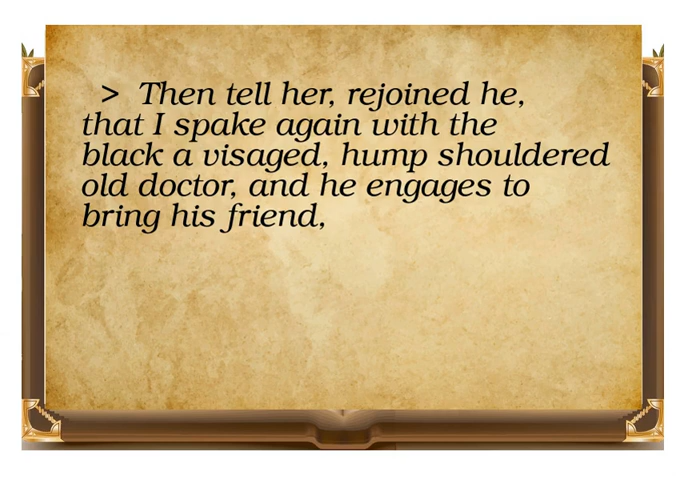 > Then tell her, rejoined he,
that I spake again with the
black a visaged, hump shouldered
old doctor, and he engages to
bring his friend,